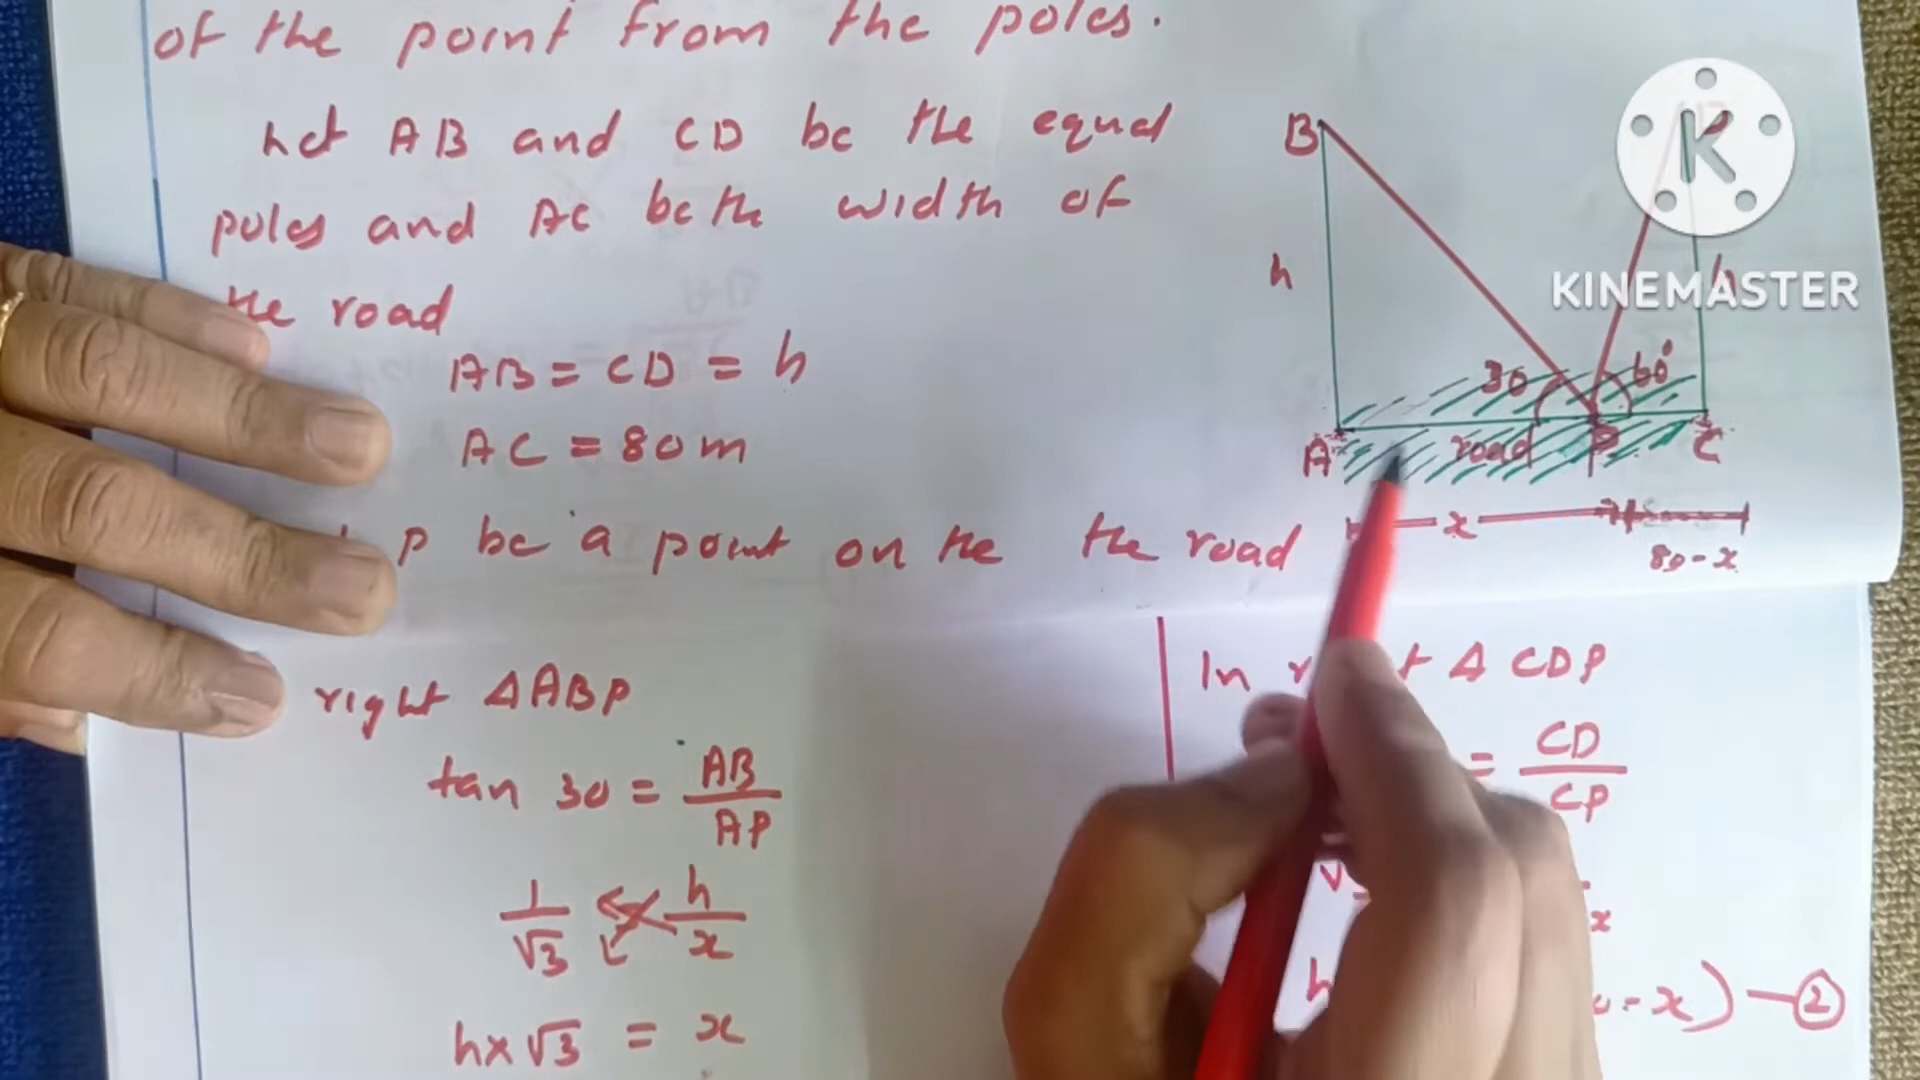 of the point from the poles.
Let AB and CD be the equal
poles and AC be the width of
the road
AB = CD = h
AC = 80m
P be a point on the the road
B
h
h
30
60°
A
road
P
C
x
80-x
K
KINEMASTER
right △ABP
tan 30 = AB/AP
1/√3 h/x
h×√3 = x
In △ CDP
= CD/CP
x
h - x) — ②